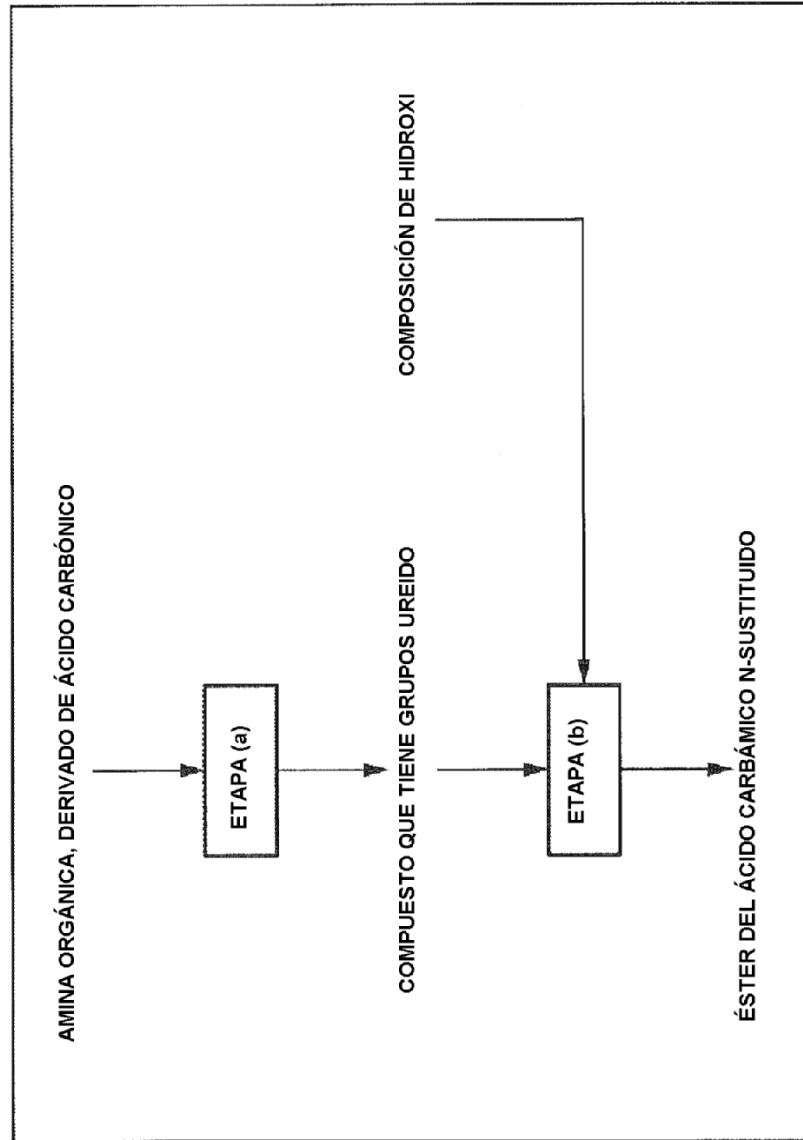 AMINA ORGÁNICA, DERIVADO DE ÁCIDO CARBÓNICO
ETAPA (a)
COMPUESTO QUE TIENE GRUPOS UREIDO
COMPOSICIÓN DE HIDROXI
ETAPA (b)
ÉSTER DEL ÁCIDO CARBÁMICO N-SUSTITUIDO